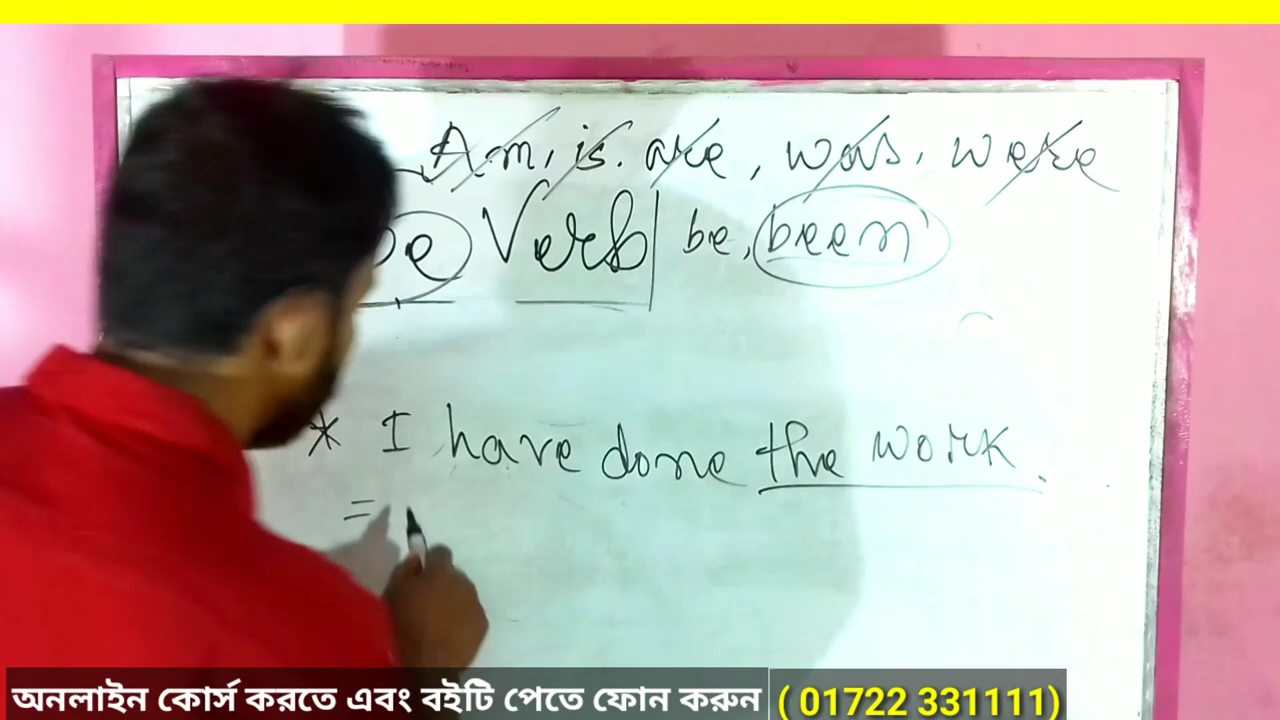 Am, is. are, was, were
Be Verb | be, been
* I have done the work.
=
অনলাইন কোর্স করতে এবং বইটি পেতে ফোন করুন ( 01722 331111)